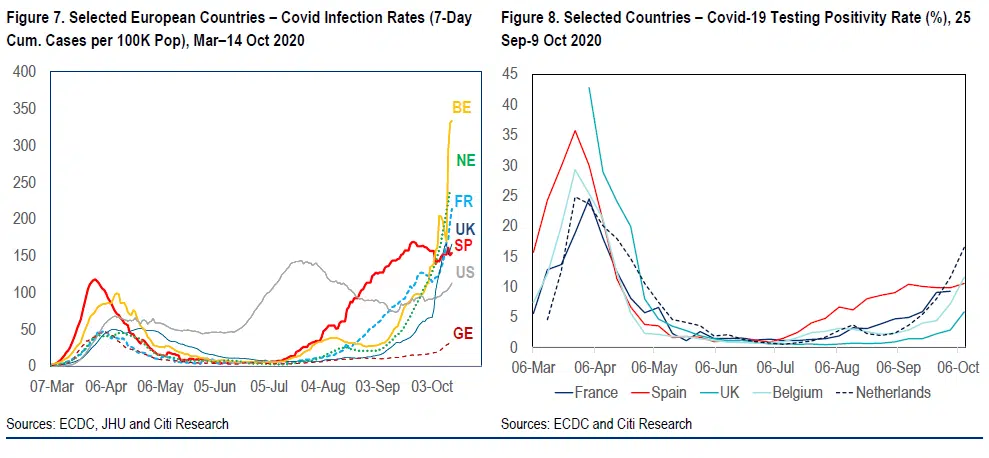 Figure 7. Selected European Countries – Covid Infection Rates (7-Day
Cum. Cases per 100K Pop), Mar–14 Oct 2020
400
350
300
250
200
150
100
50
0
BE
NE
FR
UK
SP
US
GE
07-Mar 06-Apr 06-May 05-Jun 05-Jul 04-Aug 03-Sep 03-Oct
Sources: ECDC, JHU and Citi Research
Figure 8. Selected Countries – Covid-19 Testing Positivity Rate (%), 25
Sep-9 Oct 2020
45
40
35
30
25
20
15
10
5
0
06-Mar 06-Apr 06-May 06-Jun 06-Jul 06-Aug 06-Sep 06-Oct
France Spain UK Belgium Netherlands
Sources: ECDC and Citi Research